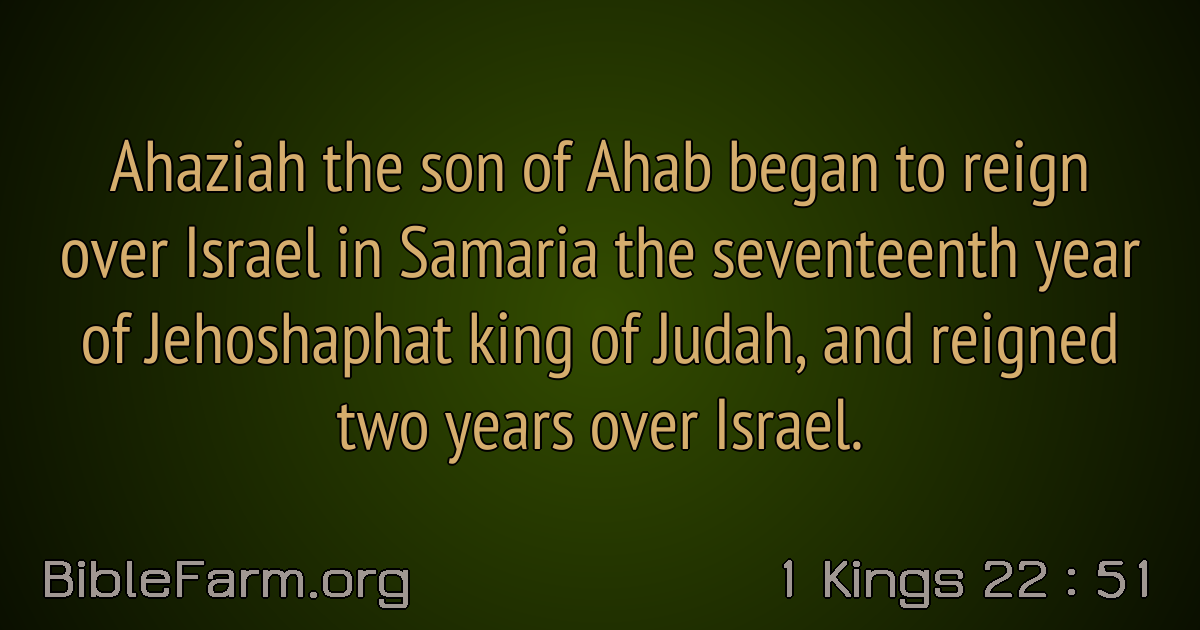 Ahaziah the son of Ahab began to reign
over Israel in Samaria the seventeenth year
of Jehoshaphat king of Judah, and reigned
two years over Israel.
BibleFarm.org
1 Kings 22 : 51